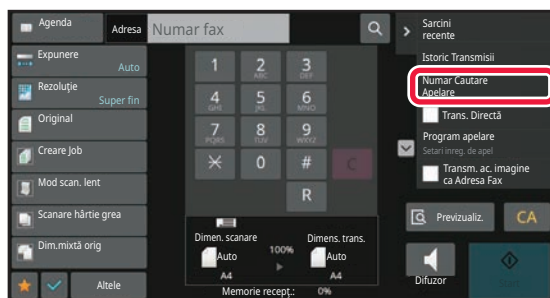 Agenda
Adresa
Numar fax
Expunere
Auto
Rezoluție
Super fin
Original
Creare Job
Mod scan. lent
Scanare hârtie grea
Dim.mixtă orig
Altele
1
2
ABC
3
DEF
4
GHI
5
JKL
6
MNO
7
PQRS
8
TUV
9
WXYZ
0
#
C
R
Dimen. scanare
Auto
A4
100%
Dimens. trans.
Auto
A4
Memorie recept.: 0%
Sarcini
recente
Istoric Transmisii
Numar Cautare
Apelare
Trans. Directă
Program apelare
Setari inreg. de apel
Transm. ac. imagine
ca Adresa Fax
Previzualiz.
CA
Difuzor
Start